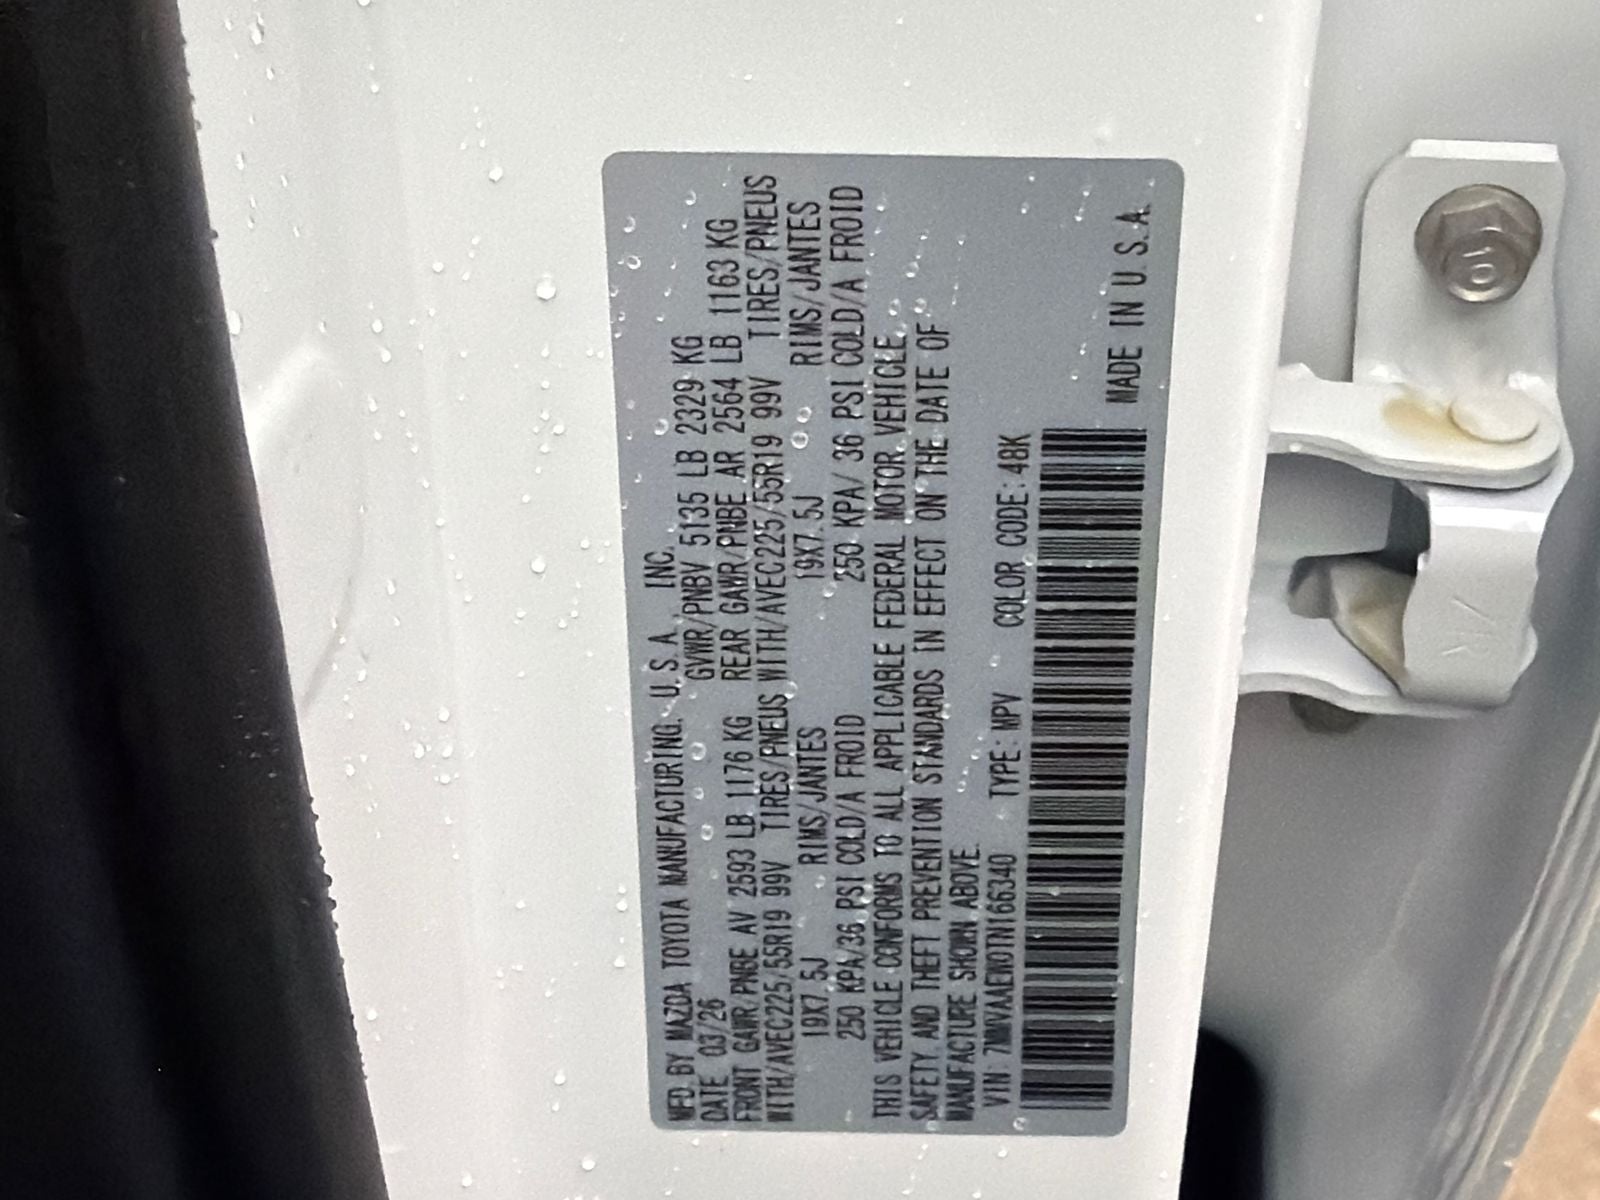 MFD. BY MAZDA TOYOTA MANUFACTURING, U.S.A., INC.
DATE 03/26 GVWR/PNBV 5135 LB 2329 KG
FRONT GAWR/PNBE AV 2593 LB 1176 KG REAR GAWR/PNBE AR 2564 LB 1163 KG
WITH/AVEC225/55R19 99V TIRES/PNEUS WITH/AVEC225/55R19 99V TIRES/PNEUS
19X7.5J RIMS/JANTES 19X7.5J RIMS/JANTES
250 KPA/36 PSI COLD/A FROID 250 KPA/ 36 PSI COLD/A FROID
THIS VEHICLE CONFORMS TO ALL APPLICABLE FEDERAL MOTOR VEHICLE
SAFETY AND THEFT PREVENTION STANDARDS IN EFFECT ON THE DATE OF
MANUFACTURE SHOWN ABOVE.
VIN: 7MMVAAEW0TN166340 TYPE: MPV COLOR CODE: 48K
MADE IN U.S.A.